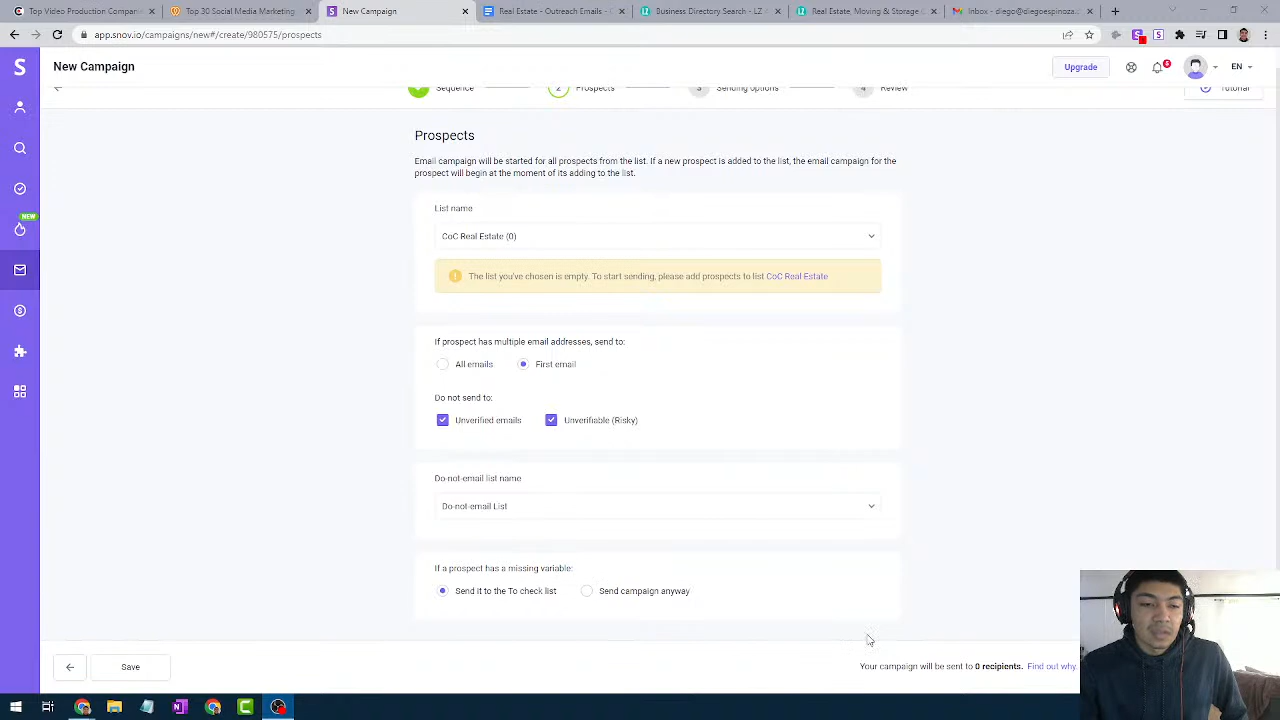 Top Video Production Compani
Top 30 Social Media Marketing
New Campaign
Real Estate - Outreach Emails -
Business Directory Search - LZ
Real Estate, Moving & Storage
Inbox - diego@diegoespinoza.
app.snov.io/campaigns/new#/create/980575/prospects
S
New Campaign
Upgrade
EN
Sequence
2
Prospects
3
Sending options
4
Review
Tutorial
Prospects
Email campaign will be started for all prospects from the list. If a new prospect is added to the list, the email campaign for the
prospect will begin at the moment of its adding to the list.
List name
CoC Real Estate (0)
The list you've chosen is empty. To start sending, please add prospects to list CoC Real Estate
NEW
If prospect has multiple email addresses, send to:
All emails
First email
Do not send to:
Unverified emails
Unverifiable (Risky)
Do-not-email list name
Do-not-email List
If a prospect has a missing variable:
Send it to the To check list
Send campaign anyway
Save
Your campaign will be sent to 0 recipients. Find out why.